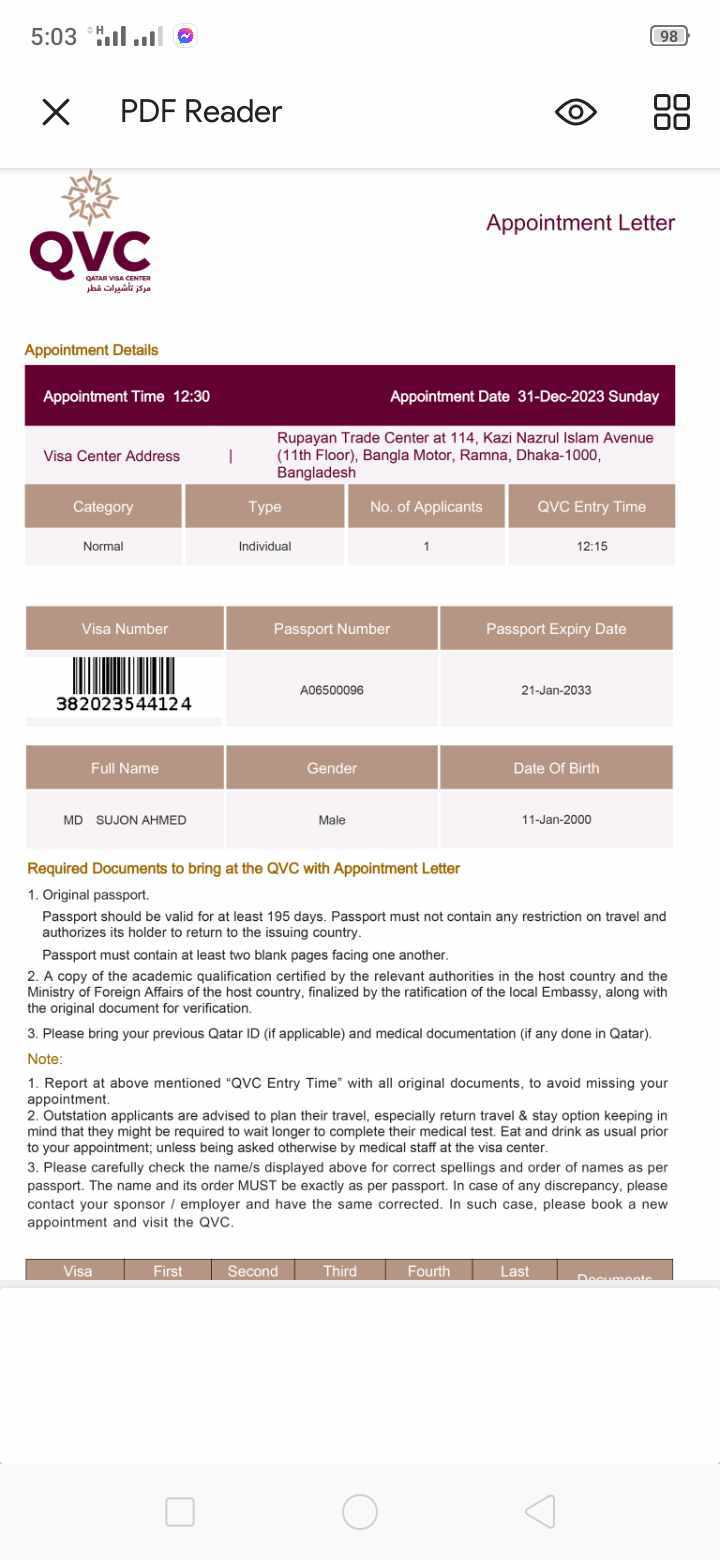 5:03
H
98
PDF Reader
QVC
QATAR VISA CENTER
مركز تأشيرات قطر
Appointment Letter
Appointment Details
Appointment Time 12:30 Appointment Date 31-Dec-2023 Sunday
Visa Center Address | Rupayan Trade Center at 114, Kazi Nazrul Islam Avenue
(11th Floor), Bangla Motor, Ramna, Dhaka-1000,
Bangladesh
Category Type No. of Applicants QVC Entry Time
Normal Individual 1 12:15
Visa Number Passport Number Passport Expiry Date
382023544124 A06500096 21-Jan-2033
Full Name Gender Date Of Birth
MD SUJON AHMED Male 11-Jan-2000
Required Documents to bring at the QVC with Appointment Letter
1. Original passport.
Passport should be valid for at least 195 days. Passport must not contain any restriction on travel and
authorizes its holder to return to the issuing country.
Passport must contain at least two blank pages facing one another.
2. A copy of the academic qualification certified by the relevant authorities in the host country and the
Ministry of Foreign Affairs of the host country, finalized by the ratification of the local Embassy, along with
the original document for verification.
3. Please bring your previous Qatar ID (if applicable) and medical documentation (if any done in Qatar).
Note:
1. Report at above mentioned “QVC Entry Time” with all original documents, to avoid missing your
appointment.
2. Outstation applicants are advised to plan their travel, especially return travel & stay option keeping in
mind that they might be required to wait longer to complete their medical test. Eat and drink as usual prior
to your appointment; unless being asked otherwise by medical staff at the visa center.
3. Please carefully check the name/s displayed above for correct spellings and order of names as per
passport. The name and its order MUST be exactly as per passport. In case of any discrepancy, please
contact your sponsor / employer and have the same corrected. In such case, please book a new
appointment and visit the QVC.
Visa First Second Third Fourth Last Documents